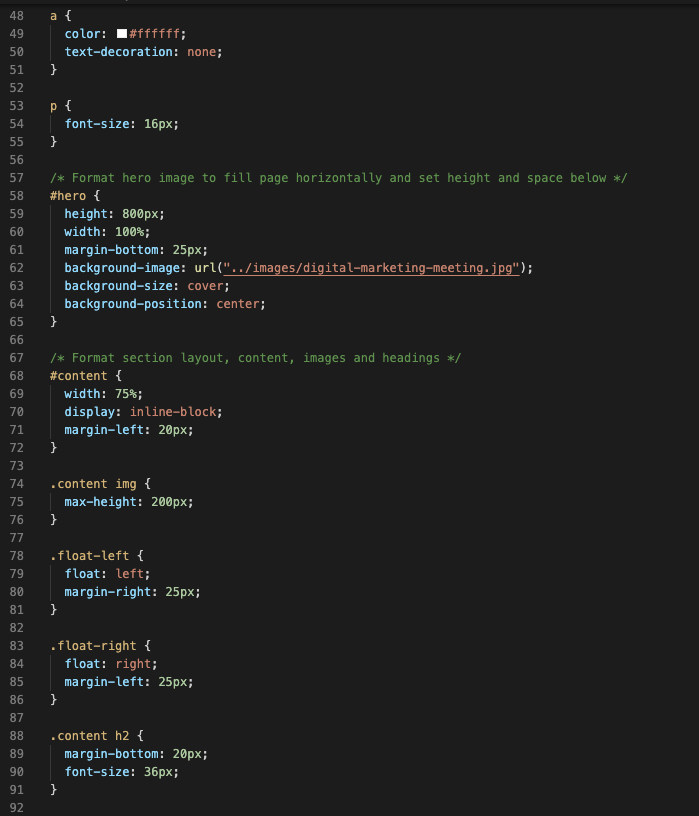 48 a {
49   color: #ffffff;
50   text-decoration: none;
51 }
52
53 p {
54   font-size: 16px;
55 }
56
57 /* Format hero image to fill page horizontally and set height and space below */
58 #hero {
59   height: 800px;
60   width: 100%;
61   margin-bottom: 25px;
62   background-image: url("../images/digital-marketing-meeting.jpg");
63   background-size: cover;
64   background-position: center;
65 }
66
67 /* Format section layout, content, images and headings */
68 #content {
69   width: 75%;
70   display: inline-block;
71   margin-left: 20px;
72 }
73
74 .content img {
75   max-height: 200px;
76 }
77
78 .float-left {
79   float: left;
80   margin-right: 25px;
81 }
82
83 .float-right {
84   float: right;
85   margin-left: 25px;
86 }
87
88 .content h2 {
89   margin-bottom: 20px;
90   font-size: 36px;
91 }
92